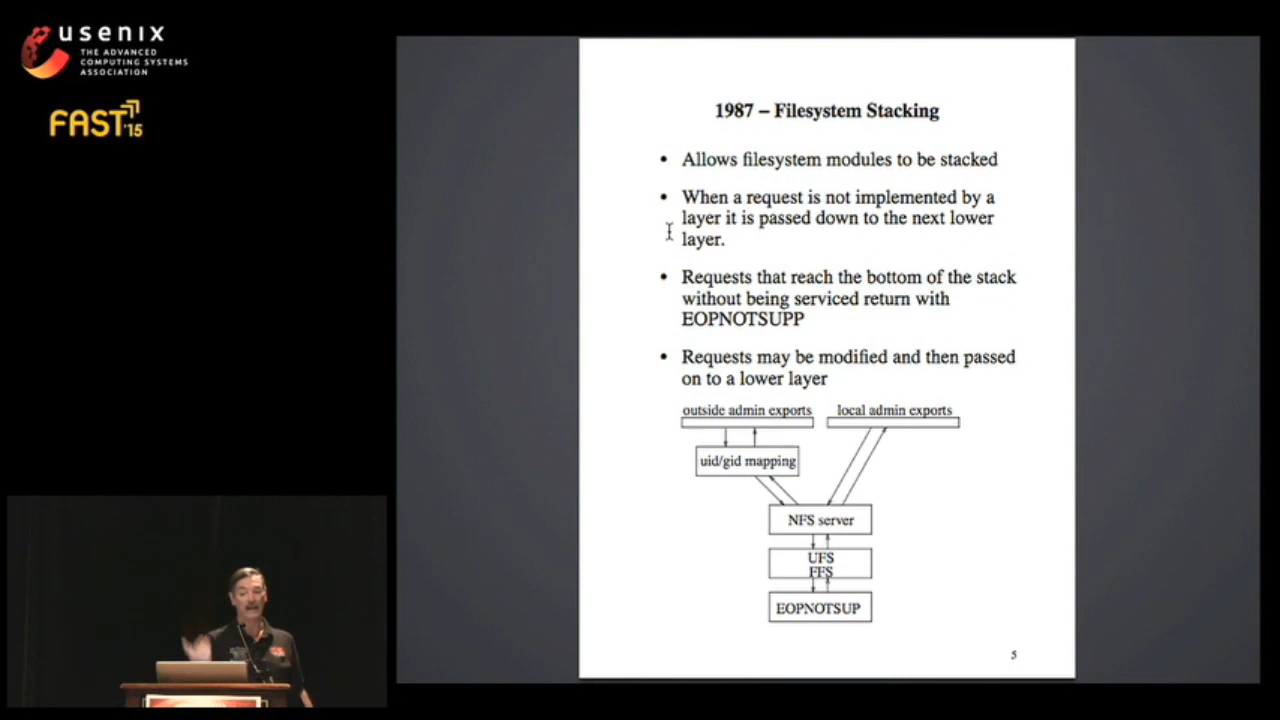 usenix
THE ADVANCED
COMPUTING SYSTEMS
ASSOCIATION
FAST'15
1987 – Filesystem Stacking
• Allows filesystem modules to be stacked
• When a request is not implemented by a
layer it is passed down to the next lower
layer.
• Requests that reach the bottom of the stack
without being serviced return with
EOPNOTSUPP
• Requests may be modified and then passed
on to a lower layer
outside admin exports
local admin exports
uid/gid mapping
NFS server
UFS
FFS
EOPNOTSUP
5